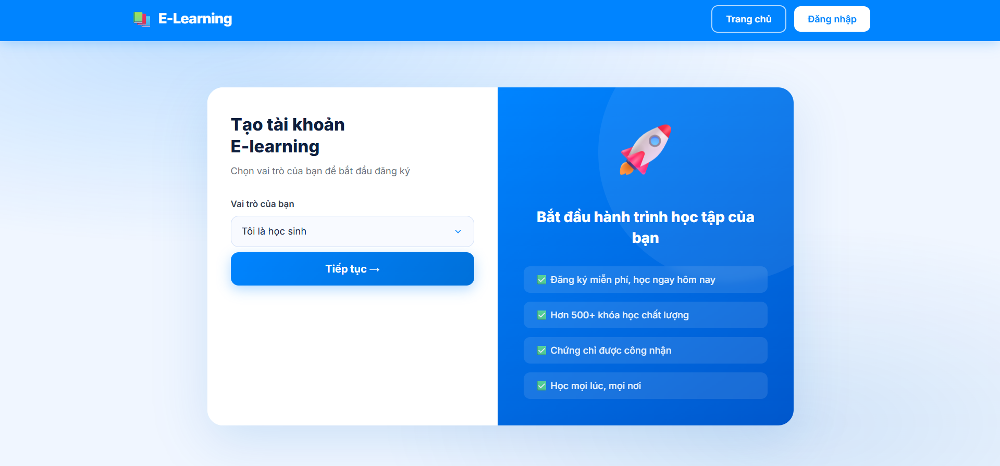 E-Learning
Trang chủ
Đăng nhập
Tạo tài khoản
E-learning
Chọn vai trò của bạn để bắt đầu đăng ký
Vai trò của bạn
Tôi là học sinh
Tiếp tục →
Bắt đầu hành trình học tập của
bạn
✅ Đăng ký miễn phí, học ngay hôm nay
✅ Hơn 500+ khóa học chất lượng
✅ Chứng chỉ được công nhận
✅ Học mọi lúc, mọi nơi